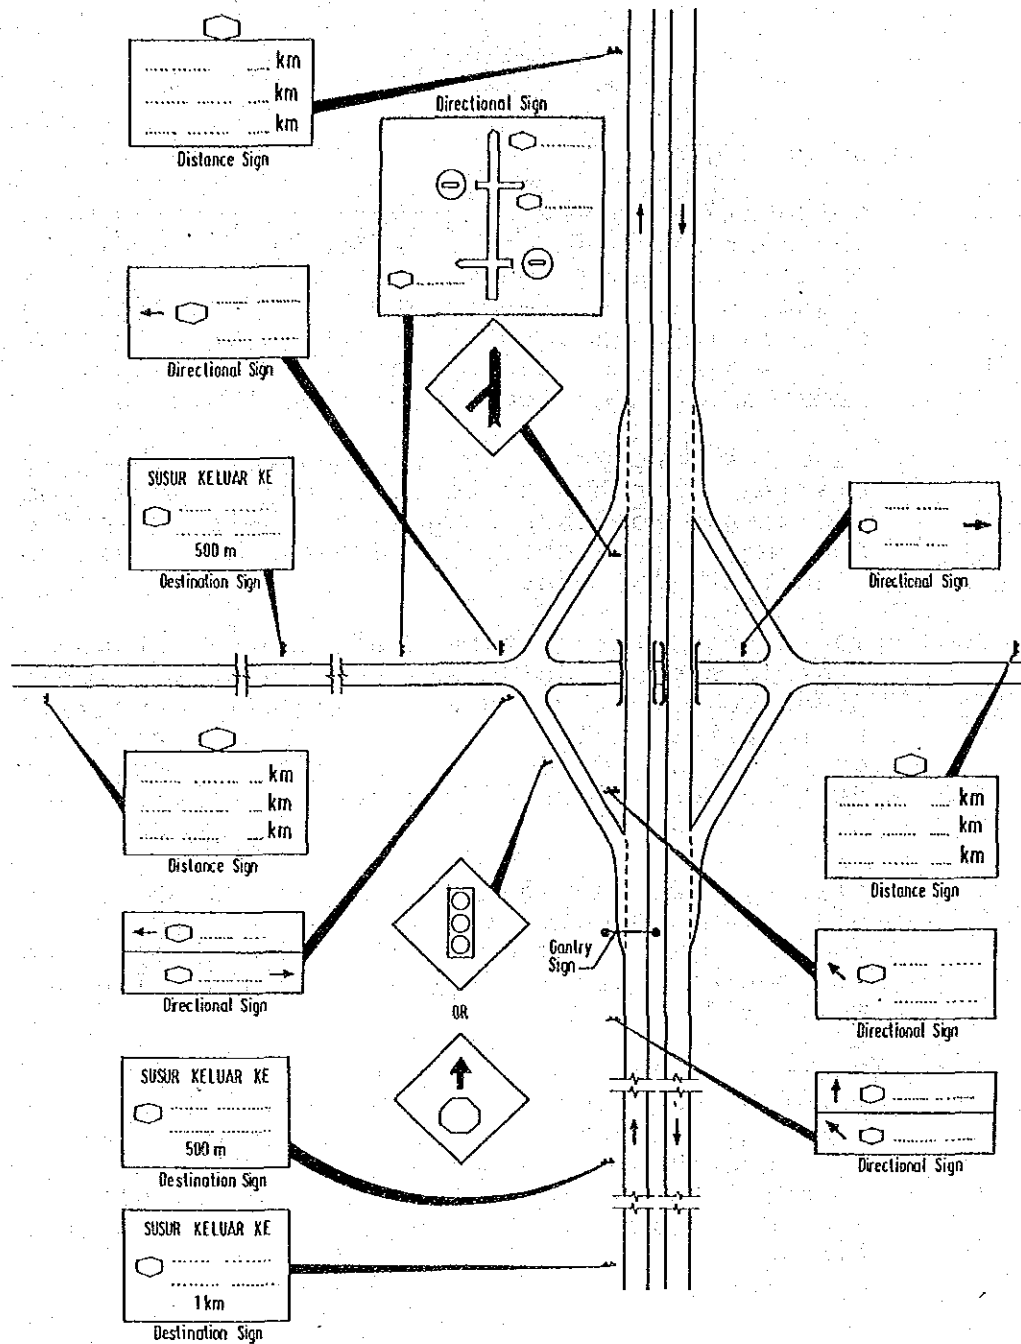 km
km
km
Distance Sign
Directional Sign
Directional Sign
SUSUR KELUAR KE
500 m
Destination Sign
Directional Sign
km
km
km
Distance Sign
km
km
km
Distance Sign
Directional Sign
Gantry
Sign
OR
Directional Sign
SUSUR KELUAR KE
500 m
Destination Sign
Directional Sign
SUSUR KELUAR KE
1 km
Destination Sign